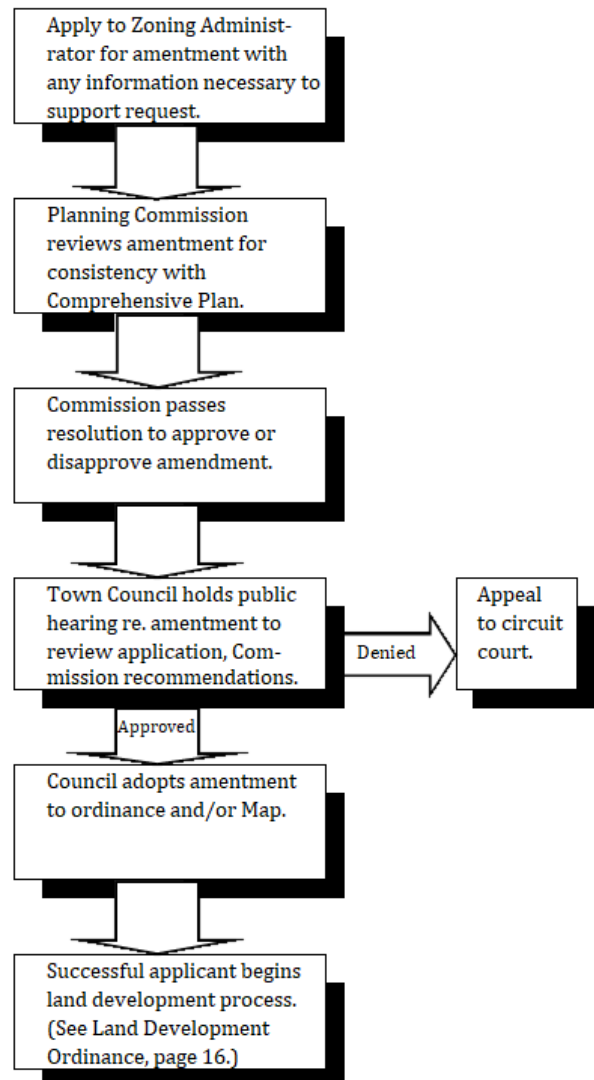 Apply to Zoning Administ-
rator for amentment with
any information necessary to
support request.
Planning Commission
reviews amentment for
consistency with
Comprehensive Plan.
Commission passes
resolution to approve or
disapprove amendment.
Town Council holds public
hearing re. amentment to
review application, Com-
mission recommendations.
Denied
Appeal
to circuit
court.
Approved
Council adopts amentment
to ordinance and/or Map.
Successful applicant begins
land development process.
(See Land Development
Ordinance, page 16.)